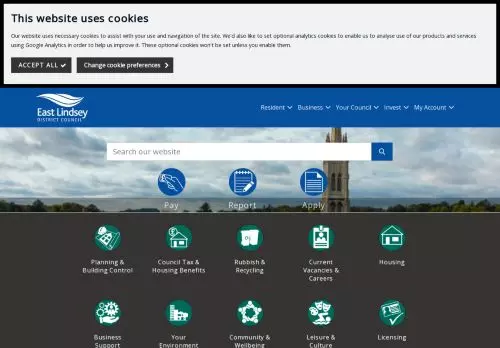 This website uses cookies
Our website uses necessary cookies to assist with your use and navigation of the site. We'd also like to set optional analytics cookies to enable us to analyse use of our products and services
using Google Analytics in order to help us improve it. These optional cookies won't be set unless you enable them.
ACCEPT ALL
Change cookie preferences
East Lindsey
DISTRICT COUNCIL
Resident
Business
Your Council
Invest
My Account
Search our website
Pay
Report
Apply
Planning &
Building Control
Council Tax &
Housing Benefits
Rubbish &
Recycling
Current
Vacancies &
Careers
Housing
Business
Support
Your
Environment
Community &
Wellbeing
Leisure &
Culture
Licensing